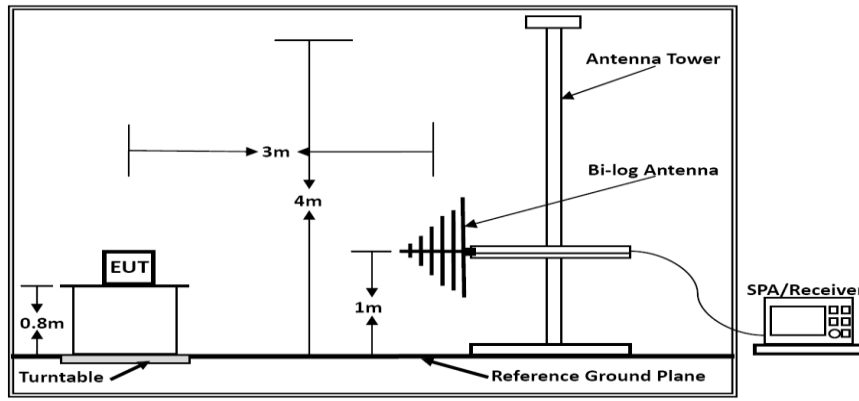 Antenna Tower
3m
Bi-log Antenna
4m
EUT
SPA/Receiver
0.8m
1m
Turntable
Reference Ground Plane